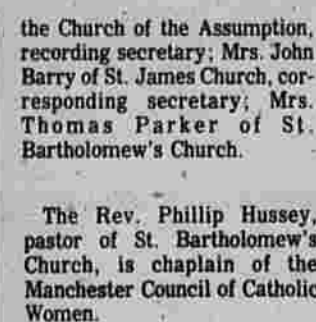 the Church of the Assumption,
recording secretary; Mrs. John
Barry of St. James Church, cor-
responding secretary; Mrs.
Thomas Parker of St.
Bartholomew's Church.
The Rev. Phillip Hussey,
pastor of St. Bartholomew's
Church, is chaplain of the
Manchester Council of Catholic
Women.